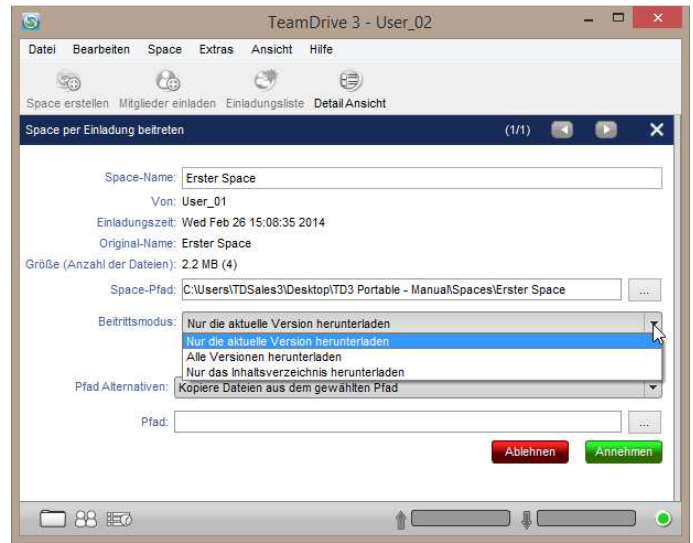 TeamDrive 3 - User_02
Datei Bearbeiten Space Extras Ansicht Hilfe
Space erstellen Mitglieder einladen Einladungsliste Detail Ansicht
Space per Einladung beitreten (1/1)
Space-Name: Erster Space
Von: User_01
Einladungszeit: Wed Feb 26 15:08:35 2014
Original-Name: Erster Space
Größe (Anzahl der Dateien): 2.2 MB (4)
Space-Pfad: C:\Users\TDSales3\Desktop\TD3 Portable - Manual\Spaces\Erster Space ...
Beitrittsmodus: Nur die aktuelle Version herunterladen
Nur die aktuelle Version herunterladen
Alle Versionen herunterladen
Nur das Inhaltsverzeichnis herunterladen
Pfad Alternativen: Kopiere Dateien aus dem gewählten Pfad
Pfad: ...
Ablehnen Annehmen